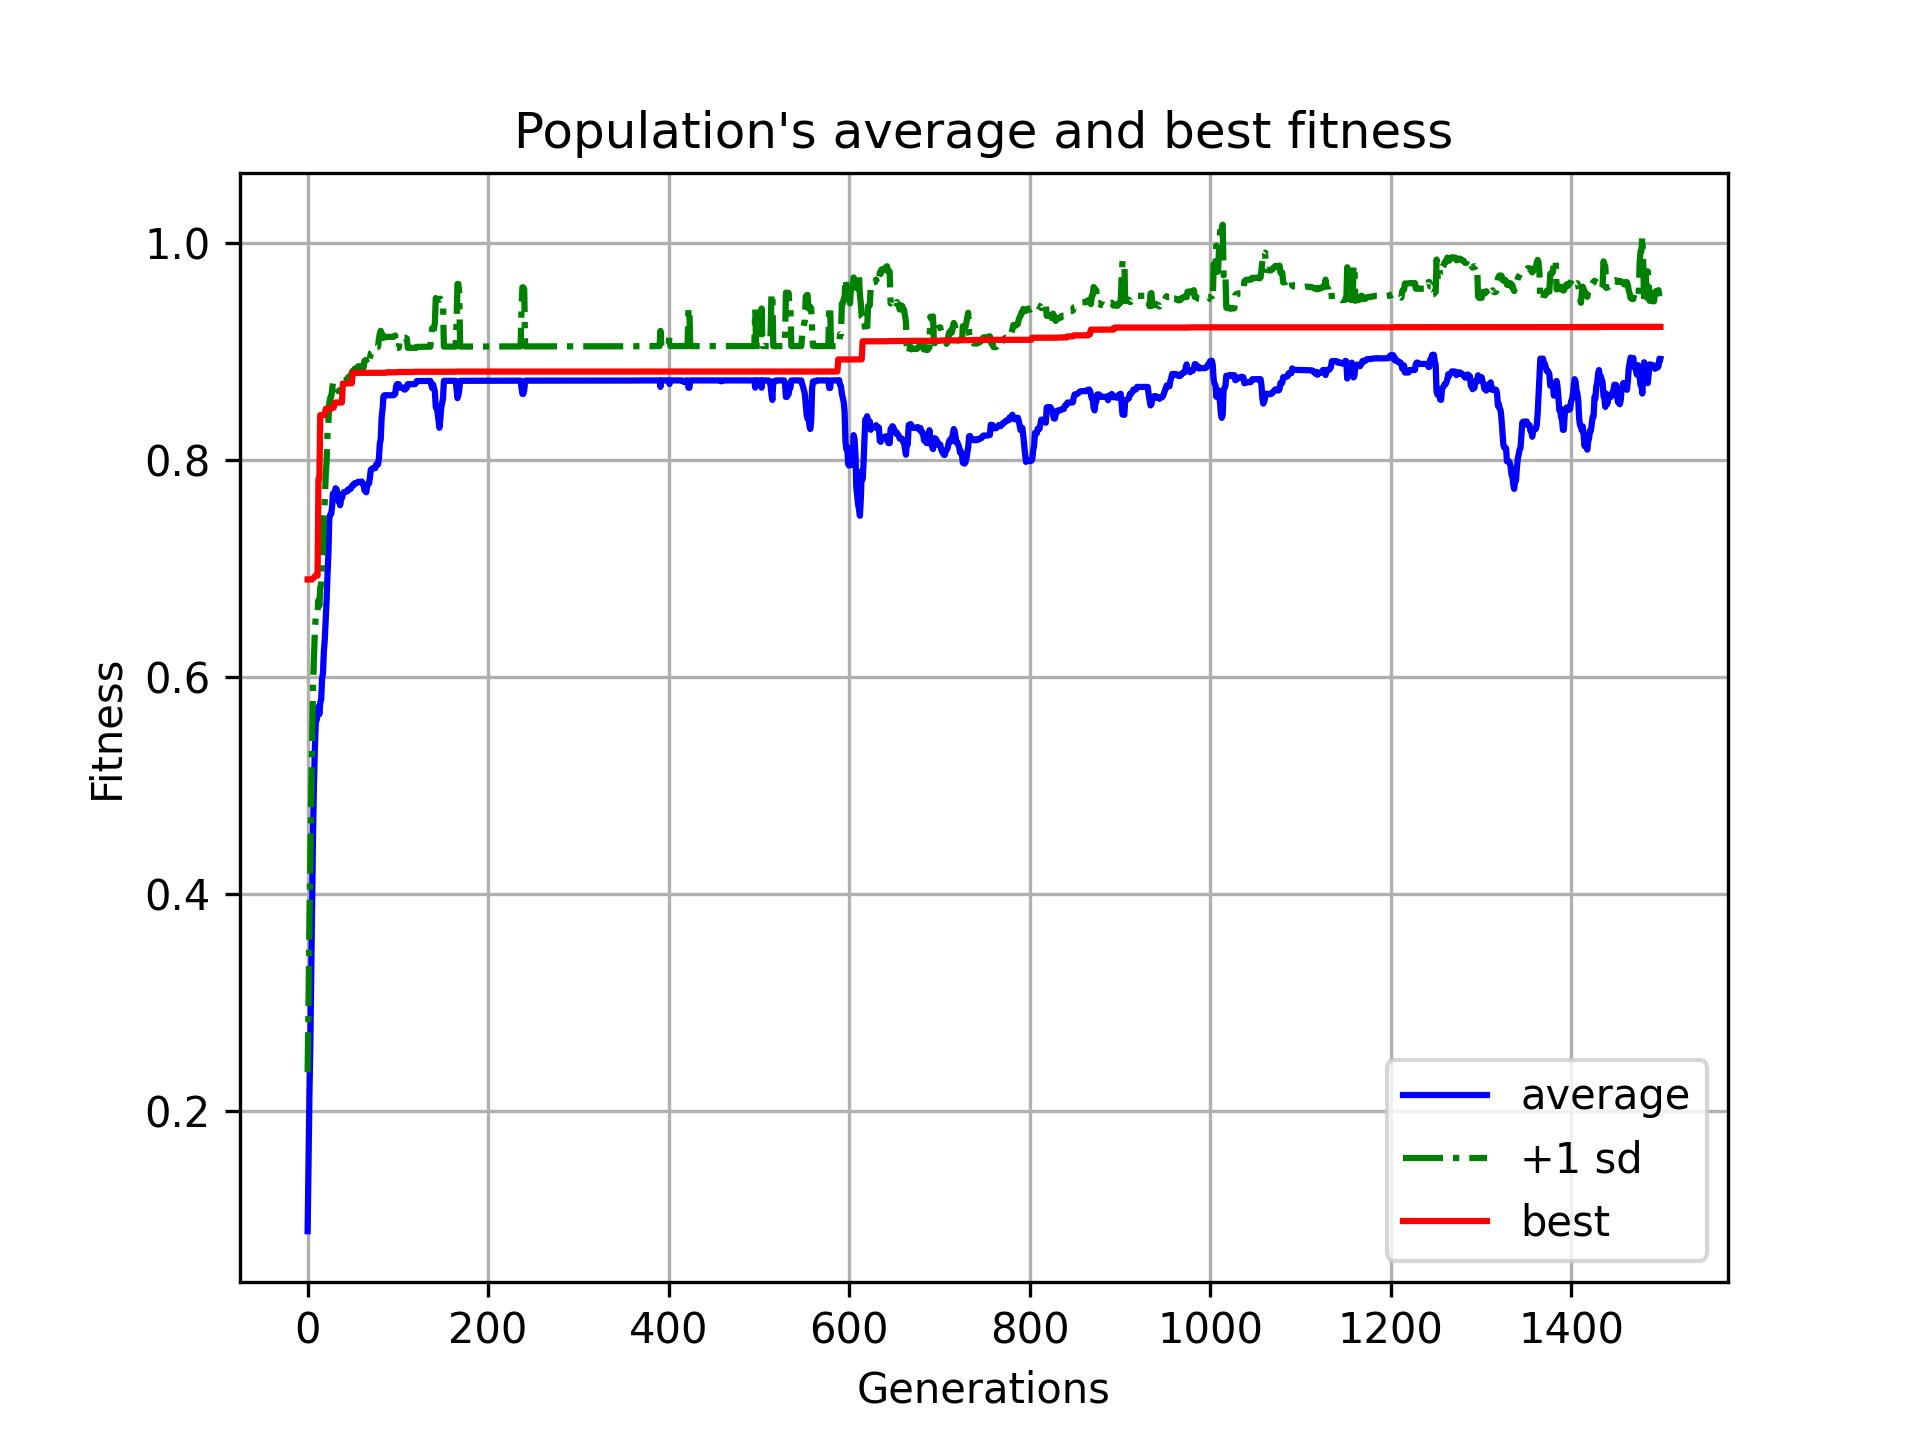 Population's average and best fitness
1.0
0.8
0.6
0.4
0.2
Fitness
0 200 400 600 800 1000 1200 1400
Generations
average
+1 sd
best